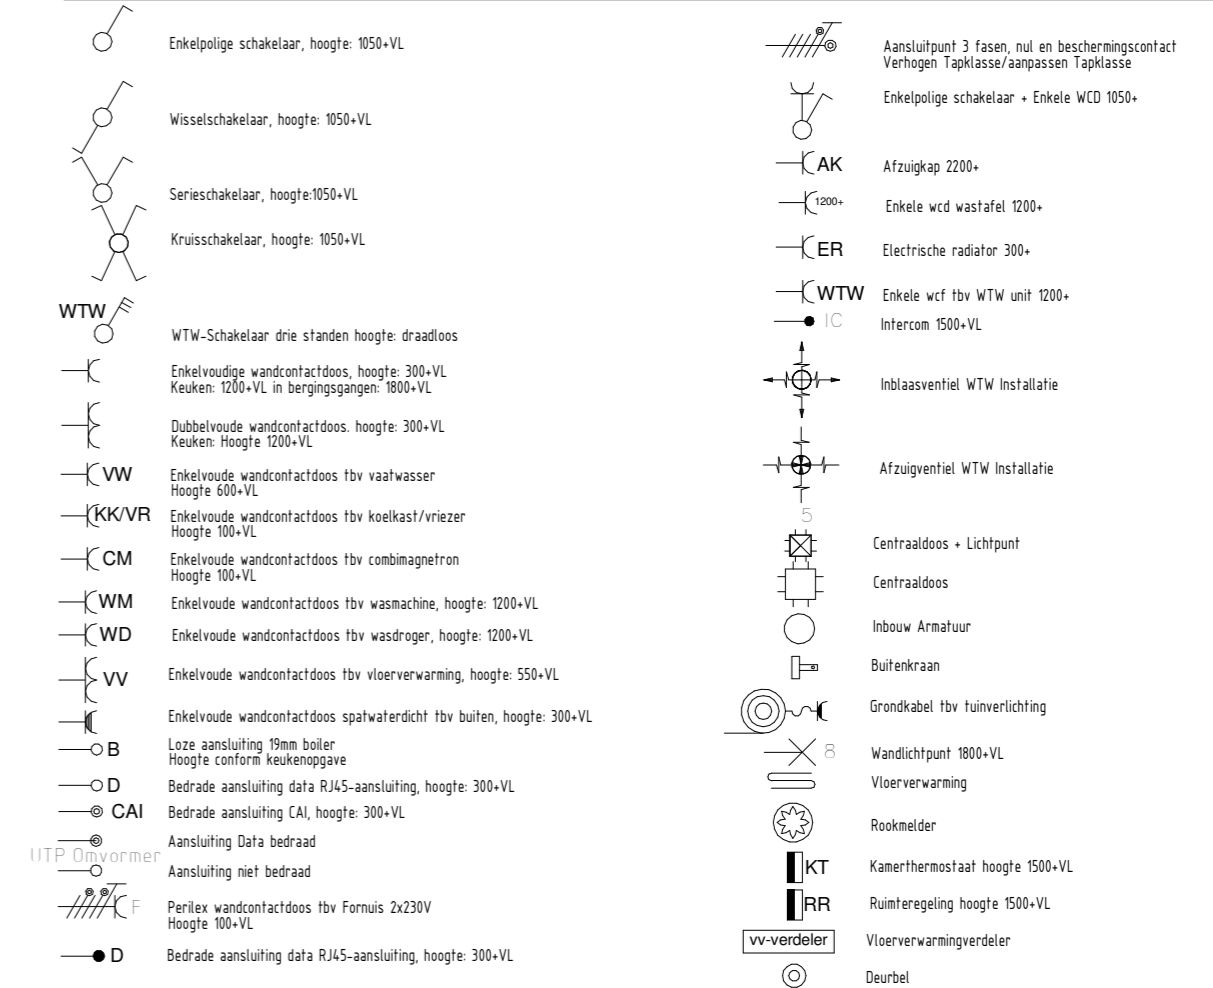 Enkelpolige schakelaar, hoogte: 1050+VL
Wisselschakelaar, hoogte: 1050+VL
Serieschakelaar, hoogte:1050+VL
Kruisschakelaar, hoogte: 1050+VL
WTW
WTW-Schakelaar drie standen hoogte: draadloos
Enkelvoudige wandcontactdoos, hoogte: 300+VL
Keuken: 1200+VL in bergingsgangen: 1800+VL
Dubbelvoude wandcontactdoos. hoogte: 300+VL
Keuken: Hoogte 1200+VL
VW Enkelvoude wandcontactdoos tbv vaatwasser
Hoogte 600+VL
KK/VR Enkelvoude wandcontactdoos tbv koelkast/vriezer
Hoogte 100+VL
CM Enkelvoude wandcontactdoos tbv combimagnetron
Hoogte 100+VL
WM Enkelvoude wandcontactdoos tbv wasmachine, hoogte: 1200+VL
WD Enkelvoude wandcontactdoos tbv wasdroger, hoogte: 1200+VL
VV Enkelvoude wandcontactdoos tbv vloerverwarming, hoogte: 550+VL
Enkelvoude wandcontactdoos spatwaterdicht tbv buiten, hoogte: 300+VL
B Loze aansluiting 19mm boiler
Hoogte conform keukenopgave
D Bedrade aansluiting data RJ45-aansluiting, hoogte: 300+VL
CAI Bedrade aansluiting CAI, hoogte: 300+VL
Aansluiting Data bedraad
UTP Omvormer
Aansluiting niet bedraad
F Perilex wandcontactdoos tbv Fornuis 2x230V
Hoogte 100+VL
D Bedrade aansluiting data RJ45-aansluiting, hoogte: 300+VL
Aansluitpunt 3 fasen, nul en beschermingscontact
Verhogen Tapklasse/aanpassen Tapklasse
Enkelpolige schakelaar + Enkele WCD 1050+
AK Afzuigkap 2200+
1200+ Enkele wcd wastafel 1200+
ER Electrische radiator 300+
WTW Enkele wcf tbv WTW unit 1200+
IC Intercom 1500+VL
Inblaasventiel WTW Installatie
Afzuigventiel WTW Installatie
5
Centraaldoos + Lichtpunt
Centraaldoos
Inbouw Armatuur
Buitenkraan
Grondkabel tbv tuinverlichting
8 Wandlichtpunt 1800+VL
Vloerverwarming
Rookmelder
KT Kamerthermostaat hoogte 1500+VL
RR Ruimteregeling hoogte 1500+VL
vv-verdeler Vloerverwarmingverdeler
Deurbel